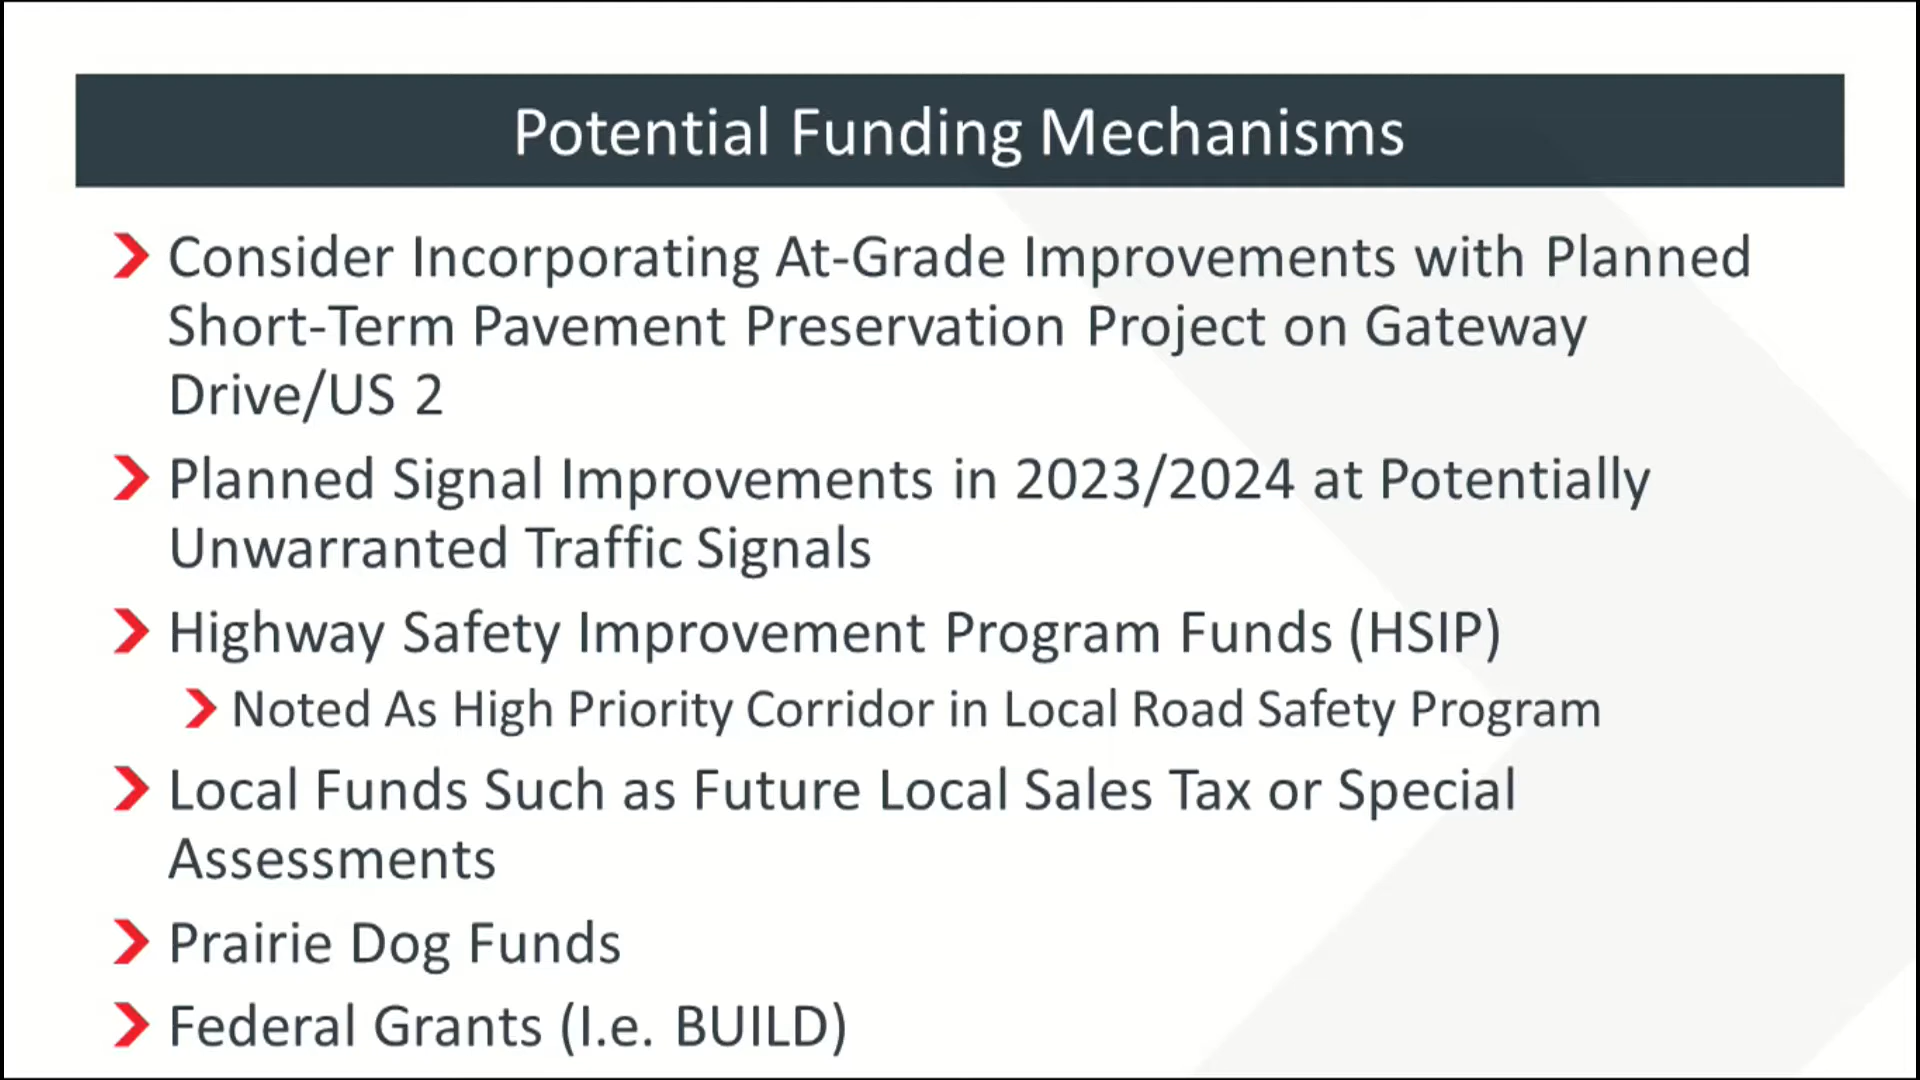 Potential Funding Mechanisms
Consider Incorporating At-Grade Improvements with Planned
Short-Term Pavement Preservation Project on Gateway
Drive/US 2
Planned Signal Improvements in 2023/2024 at Potentially
Unwarranted Traffic Signals
Highway Safety Improvement Program Funds (HSIP)
Noted As High Priority Corridor in Local Road Safety Program
Local Funds Such as Future Local Sales Tax or Special
Assessments
Prairie Dog Funds
Federal Grants (I.e. BUILD)